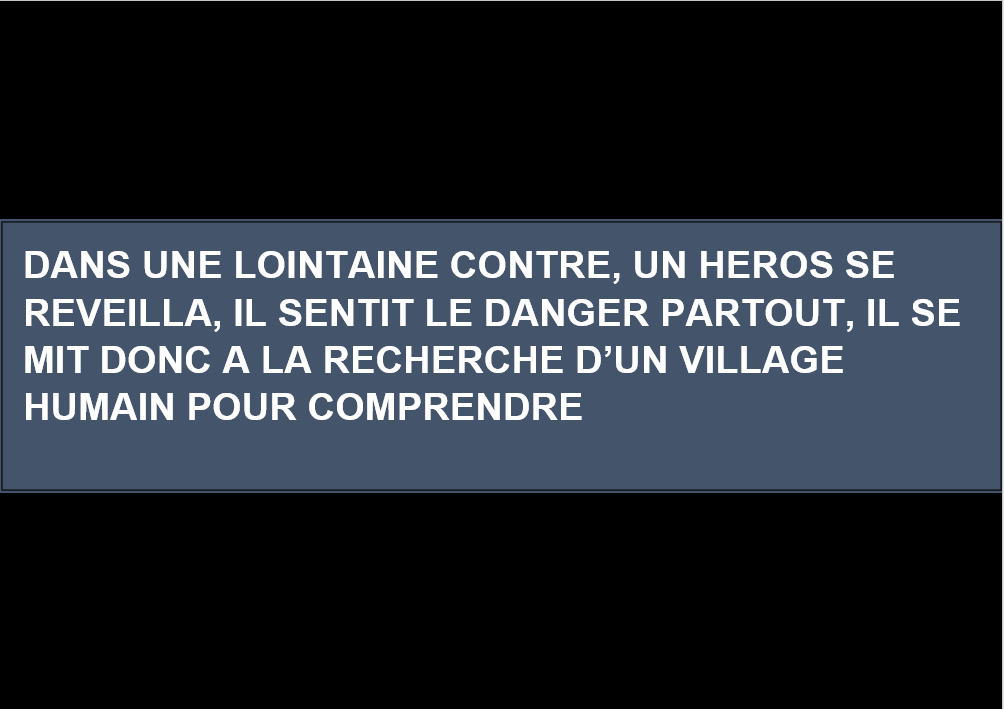 DANS UNE LOINTAINE CONTRE, UN HEROS SE
REVEILLA, IL SENTIT LE DANGER PARTOUT, IL SE
MIT DONC A LA RECHERCHE D’UN VILLAGE
HUMAIN POUR COMPRENDRE